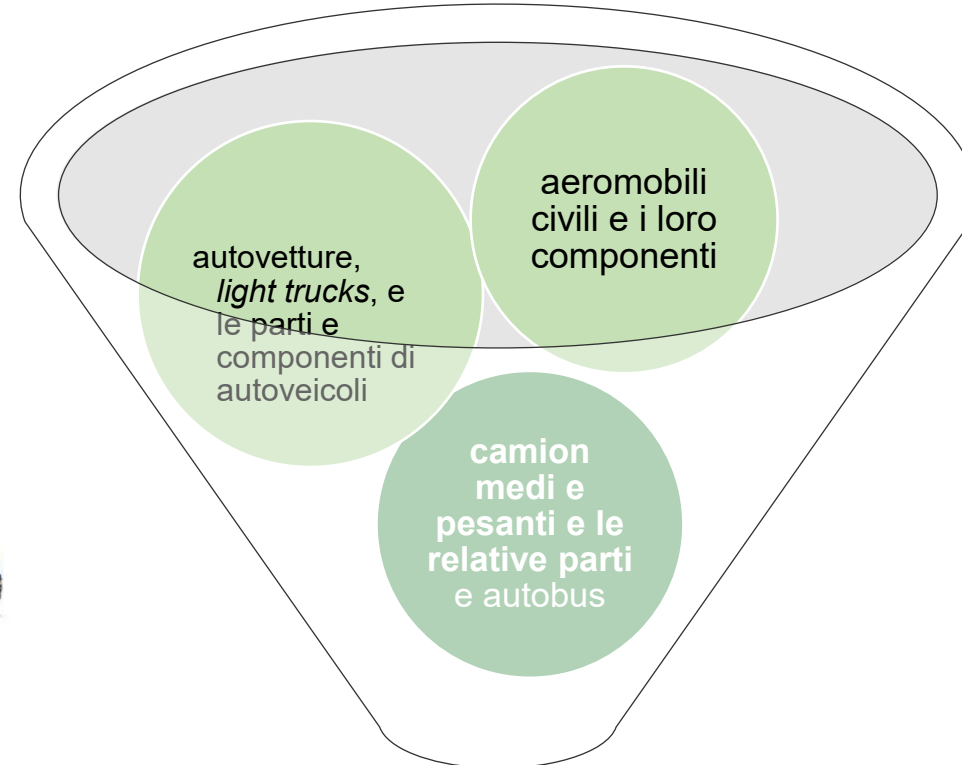 aeromobili
civili e i loro
componenti
autovetture,
light trucks, e
le parti e
componenti di
autoveicoli
camion
medi e
pesanti e le
relative parti
e autobus